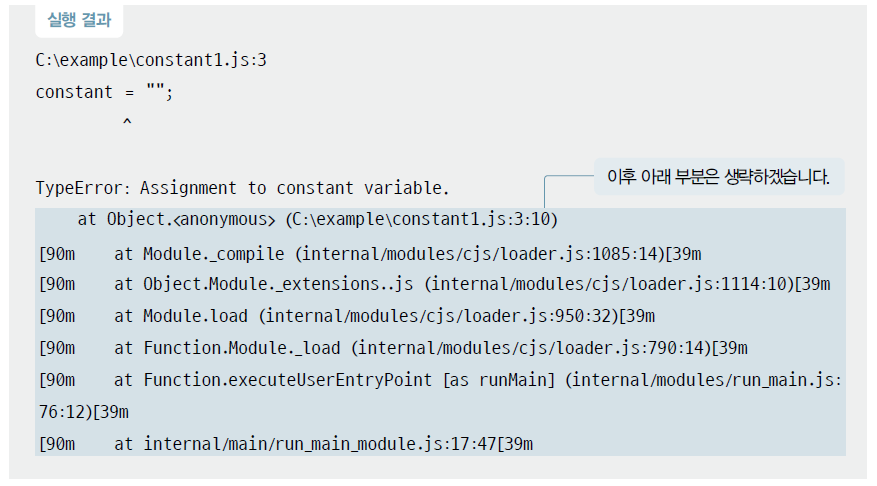 실행 결과
C:\example\constant1.js:3
constant = "";
^
이후 아래 부분은 생략하겠습니다.
TypeError: Assignment to constant variable.
at Object.<anonymous> (C:\example\constant1.js:3:10)
[90m    at Module._compile (internal/modules/cjs/loader.js:1085:14)[39m
[90m    at Object.Module._extensions..js (internal/modules/cjs/loader.js:1114:10)[39m
[90m    at Module.load (internal/modules/cjs/loader.js:950:32)[39m
[90m    at Function.Module._load (internal/modules/cjs/loader.js:790:14)[39m
[90m    at Function.executeUserEntryPoint [as runMain] (internal/modules/run_main.js:
76:12)[39m
[90m    at internal/main/run_main_module.js:17:47[39m